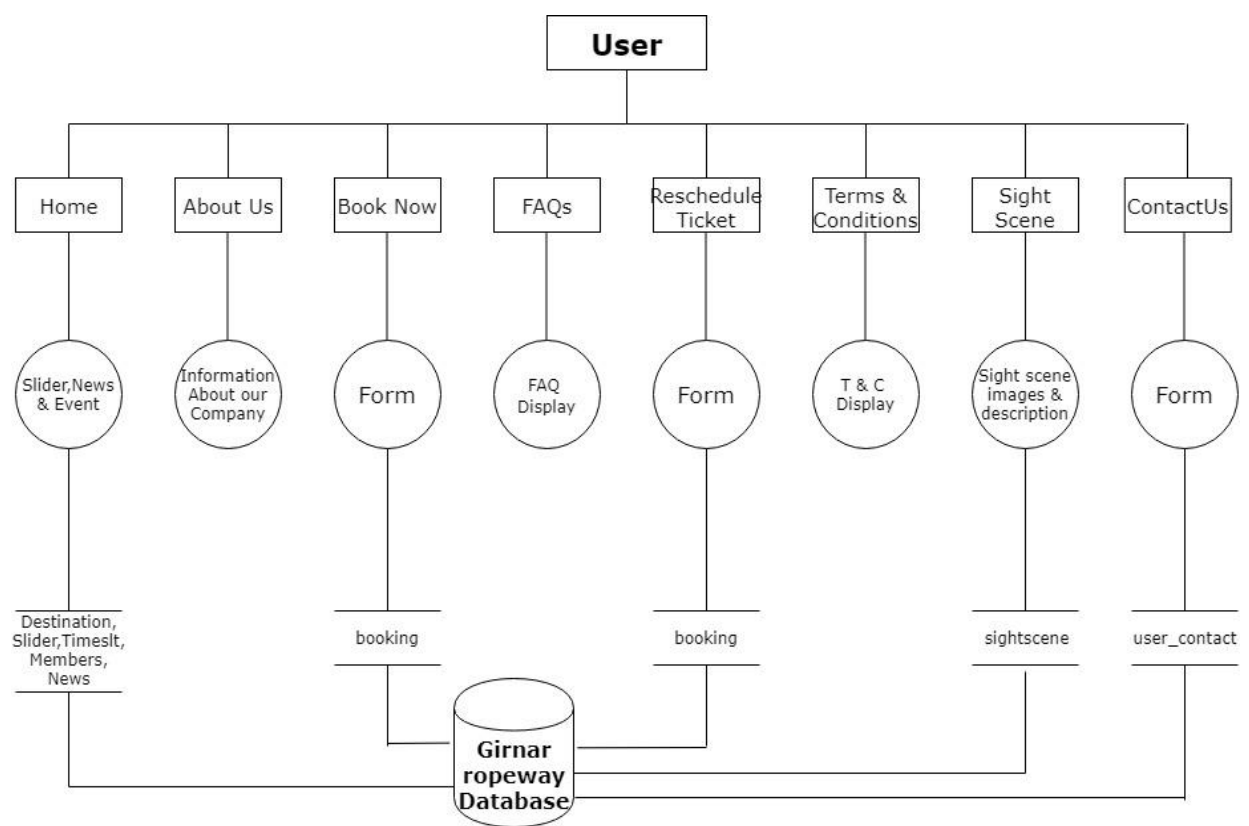 User
Home
About Us
Book Now
FAQs
Reschedule
Ticket
Terms &
Conditions
Sight
Scene
ContactUs
Slider,News
& Event
Information
About our
Company
Form
FAQ
Display
Form
T & C
Display
Sight scene
images &
description
Form
Destination,
Slider,Timeslt,
Members,
News
booking
booking
sightscene
user_contact
Girnar
ropeway
Database